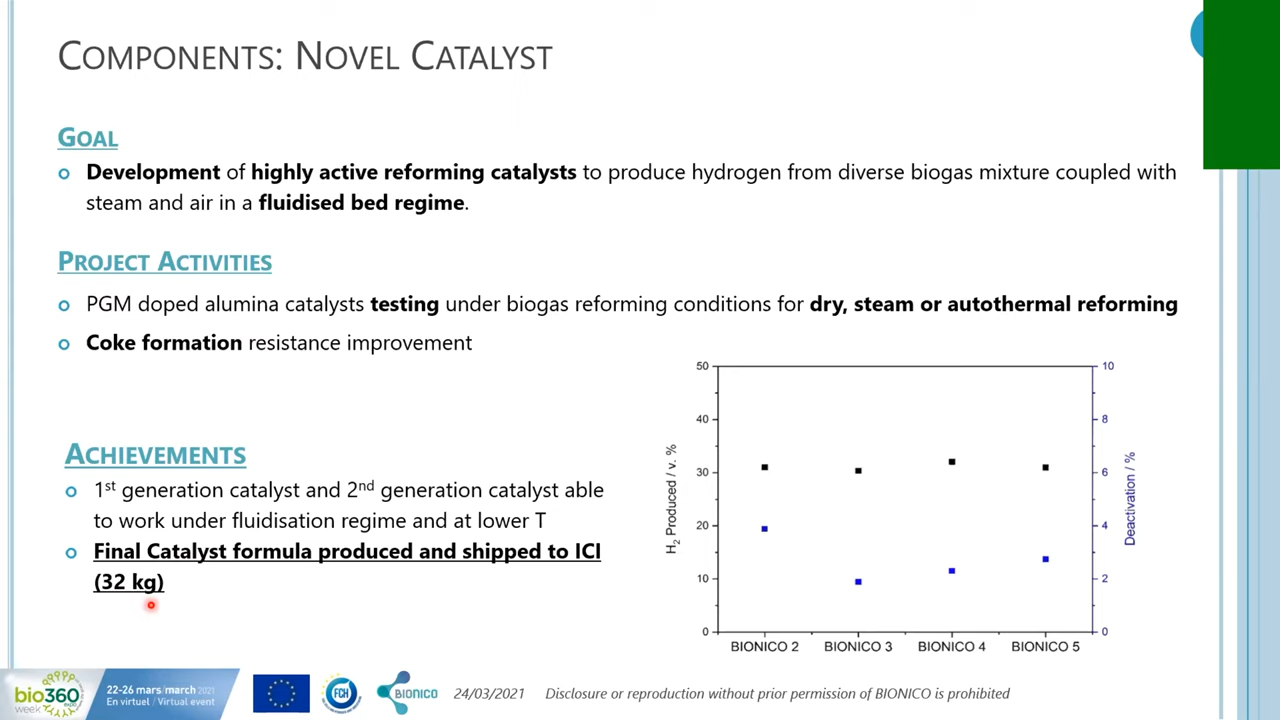 COMPONENTS: NOVEL CATALYST
GOAL
Development of highly active reforming catalysts to produce hydrogen from diverse biogas mixture coupled with
steam and air in a fluidised bed regime.
PROJECT ACTIVITIES
PGM doped alumina catalysts testing under biogas reforming conditions for dry, steam or autothermal reforming
Coke formation resistance improvement
ACHIEVEMENTS
1st generation catalyst and 2nd generation catalyst able
to work under fluidisation regime and at lower T
Final Catalyst formula produced and shipped to ICI
(32 kg)
50
40
30
20
10
0
H2 Produced / v. %
10
8
6
4
2
0
Deactivation / %
BIONICO 2 BIONICO 3 BIONICO 4 BIONICO 5
bio360
week expo
22-26 mars/march 2021
En virtuel / Virtual event
FCH
BIONICO
24/03/2021
Disclosure or reproduction without prior permission of BIONICO is prohibited